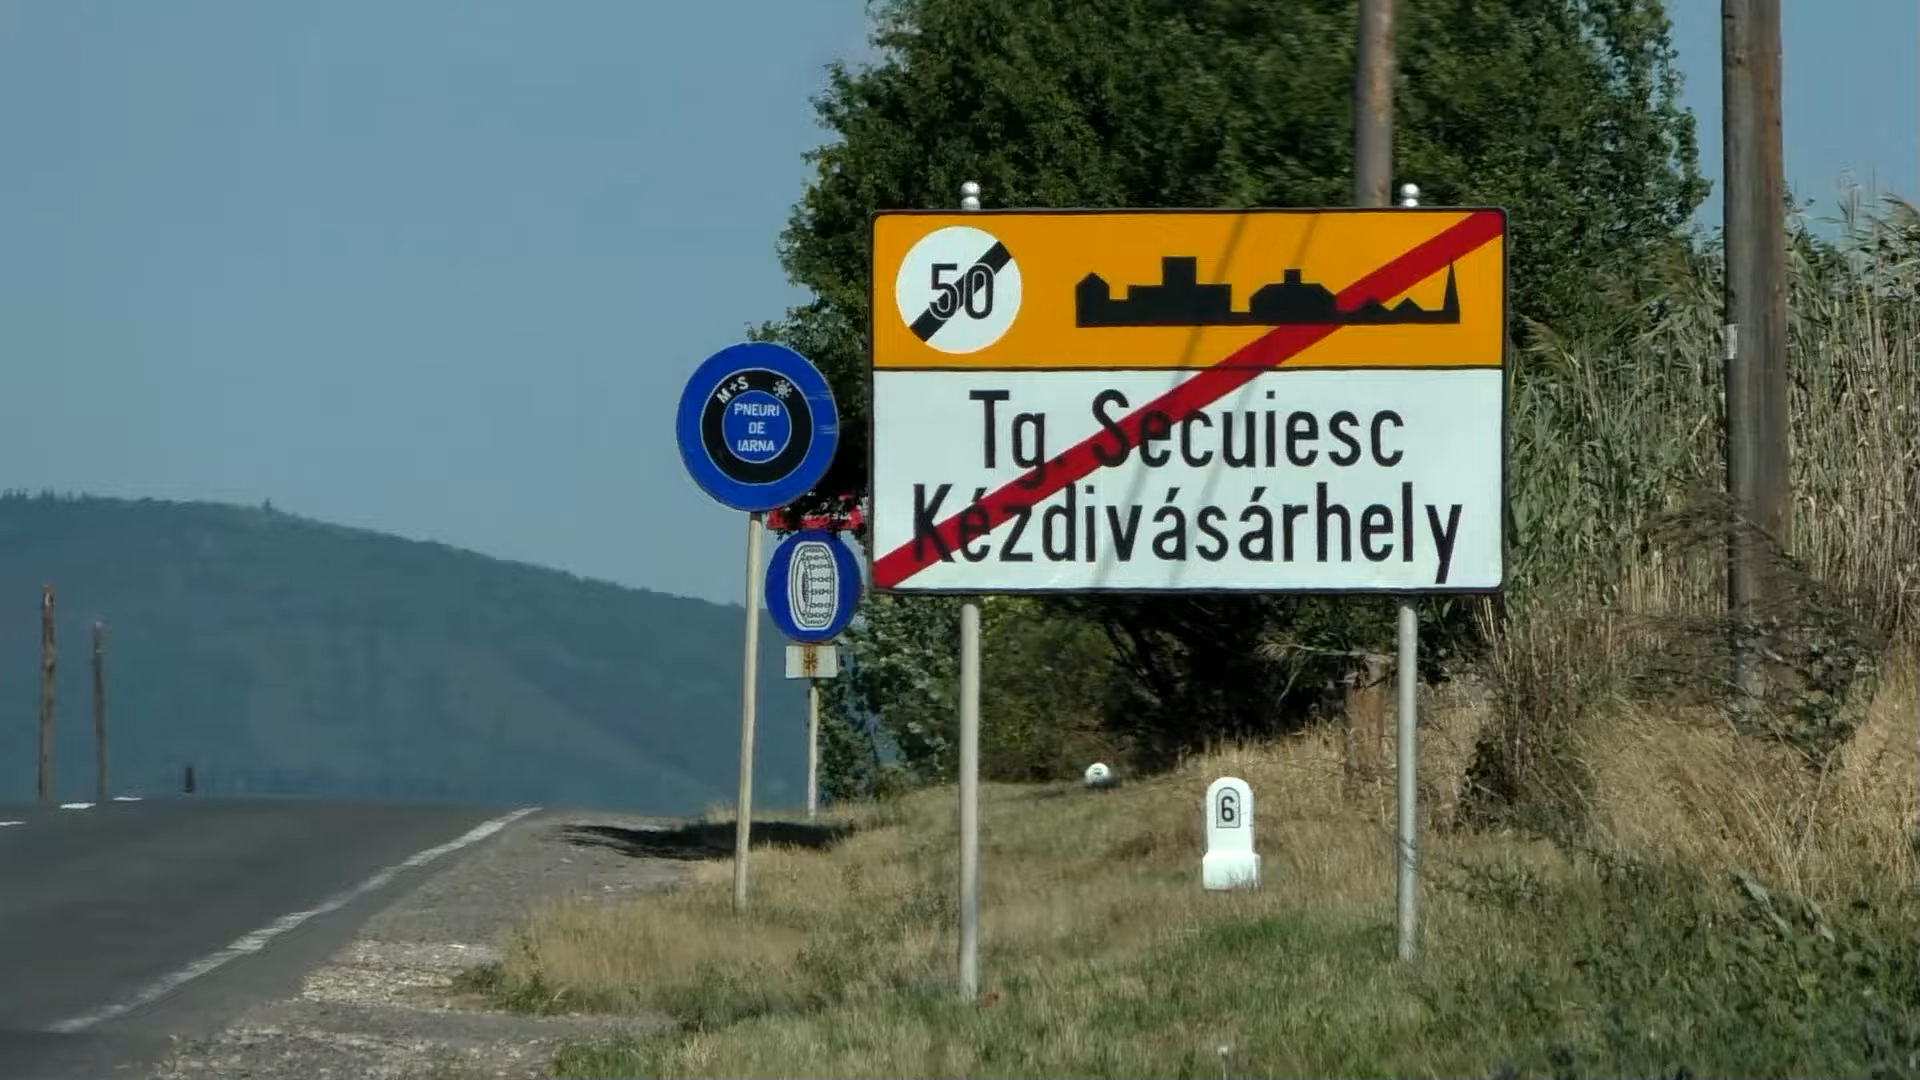 50
Tg. Secuiesc
Kézdivásárhely
M+S
PNEURI
DE
IARNA
6